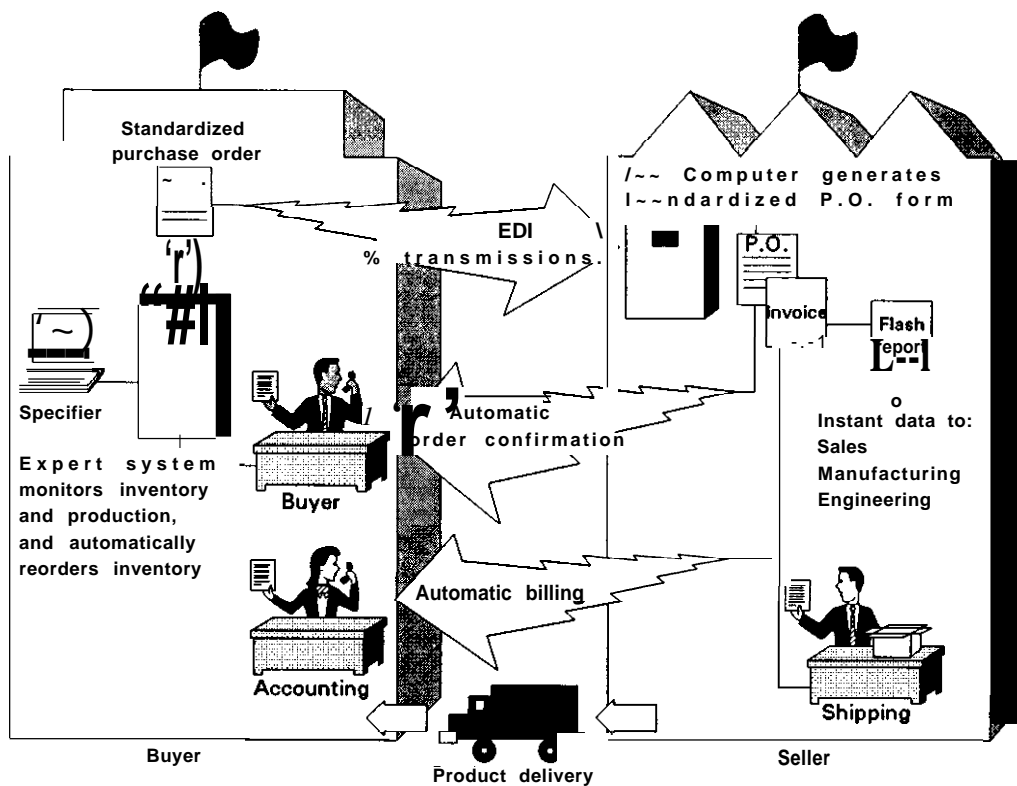 Standardized
purchase order
EDI
% transmissions.
/~~ Computer generates
l~~ndardized P.O. form
P.O.
invoice
Flash
report
Specifier
Expert system
monitors inventory
and production,
and automatically
reorders inventory
Buyer
Automatic
order confirmation
Instant data to:
Sales
Manufacturing
Engineering
Automatic billing
Accounting
Shipping
Buyer
Product delivery
Seller